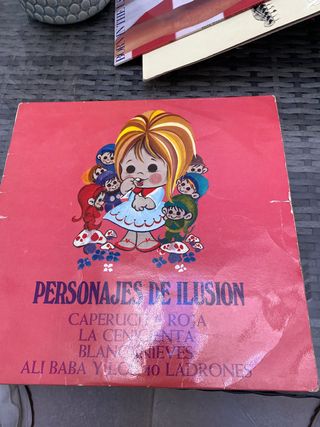 PERSONAJES DE ILUSION
CAPERUCITA ROJA
LA CENICIENTA
BLANCANIEVES
ALI BABA Y LOS 40 LADRONES